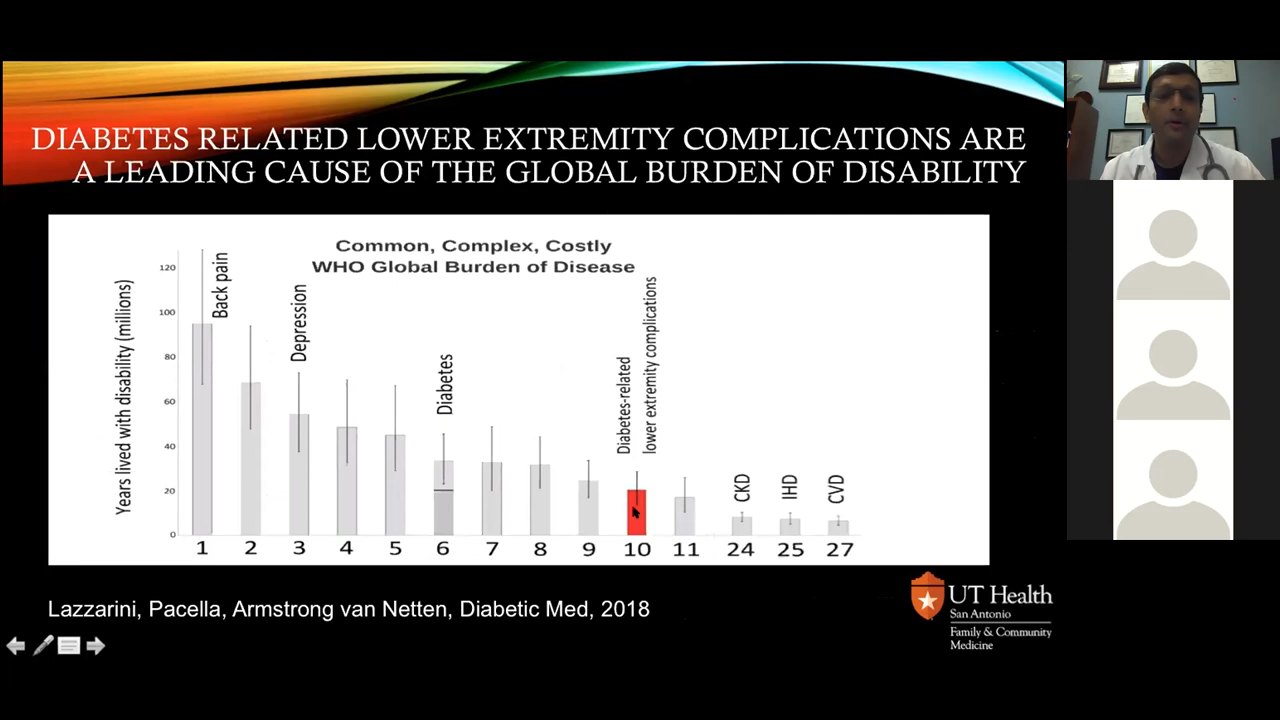 DIABETES RELATED LOWER EXTREMITY COMPLICATIONS ARE
A LEADING CAUSE OF THE GLOBAL BURDEN OF DISABILITY
Common, Complex, Costly
WHO Global Burden of Disease
Years lived with disability (millions)
120
100
80
60
40
20
0
Back pain
Depression
Diabetes
Diabetes-related
lower extremity complications
CKD
IHD
CVD
1 2 3 4 5 6 7 8 9 10 11 24 25 27
Lazzarini, Pacella, Armstrong van Netten, Diabetic Med, 2018
UT Health
San Antonio
Family & Community
Medicine